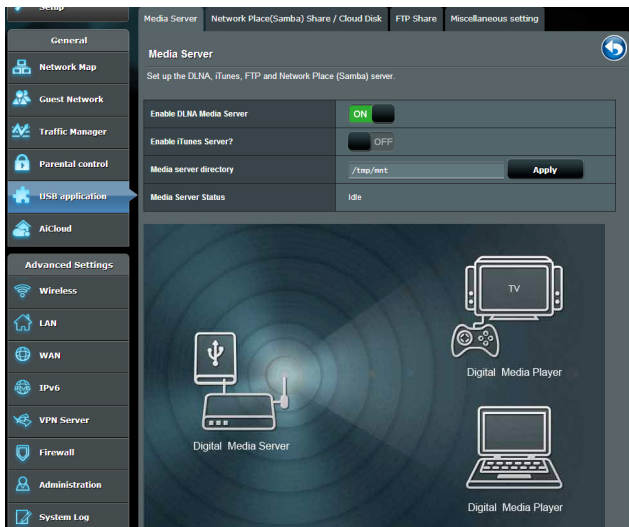 Setup
General
Network Map
Guest Network
Traffic Manager
Parental control
USB application
AiCloud
Advanced Settings
Wireless
LAN
WAN
IPv6
VPN Server
Firewall
Administration
System Log
Media Server
Network Place(Samba) Share / Cloud Disk
FTP Share
Miscellaneous setting
Media Server
Set up the DLNA, iTunes, FTP and Network Place (Samba) server.
Enable DLNA Media Server
ON
Enable iTunes Server?
OFF
Media server directory
/tmp/mnt
Apply
Media Server Status
Idle
TV
Digital Media Player
Digital Media Server
Digital Media Player